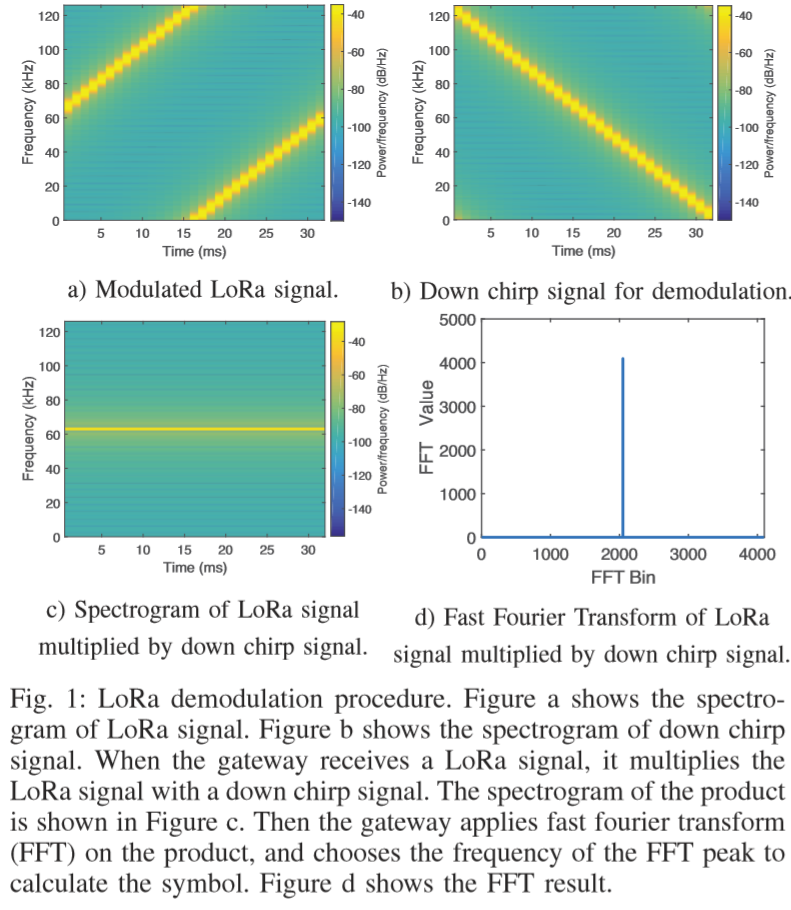 120
100
80
60
40
20
0
Frequency (kHz)
5 10 15 20 25 30
Time (ms)
-40
-60
-80
-100
-120
-140
Power/frequency (dB/Hz)
a) Modulated LoRa signal.
120
100
80
60
40
20
0
Frequency (kHz)
5 10 15 20 25 30
Time (ms)
-40
-60
-80
-100
-120
-140
Power/frequency (dB/Hz)
b) Down chirp signal for demodulation.
120
100
80
60
40
20
0
Frequency (kHz)
5 10 15 20 25 30
Time (ms)
-40
-60
-80
-100
-120
-140
Power/frequency (dB/Hz)
c) Spectrogram of LoRa signal
multiplied by down chirp signal.
5000
4000
3000
2000
1000
0
FFT Value
0 1000 2000 3000 4000
FFT Bin
d) Fast Fourier Transform of LoRa
signal multiplied by down chirp signal.
Fig. 1: LoRa demodulation procedure. Figure a shows the spectro-
gram of LoRa signal. Figure b shows the spectrogram of down chirp
signal. When the gateway receives a LoRa signal, it multiplies the
LoRa signal with a down chirp signal. The spectrogram of the product
is shown in Figure c. Then the gateway applies fast fourier transform
(FFT) on the product, and chooses the frequency of the FFT peak to
calculate the symbol. Figure d shows the FFT result.